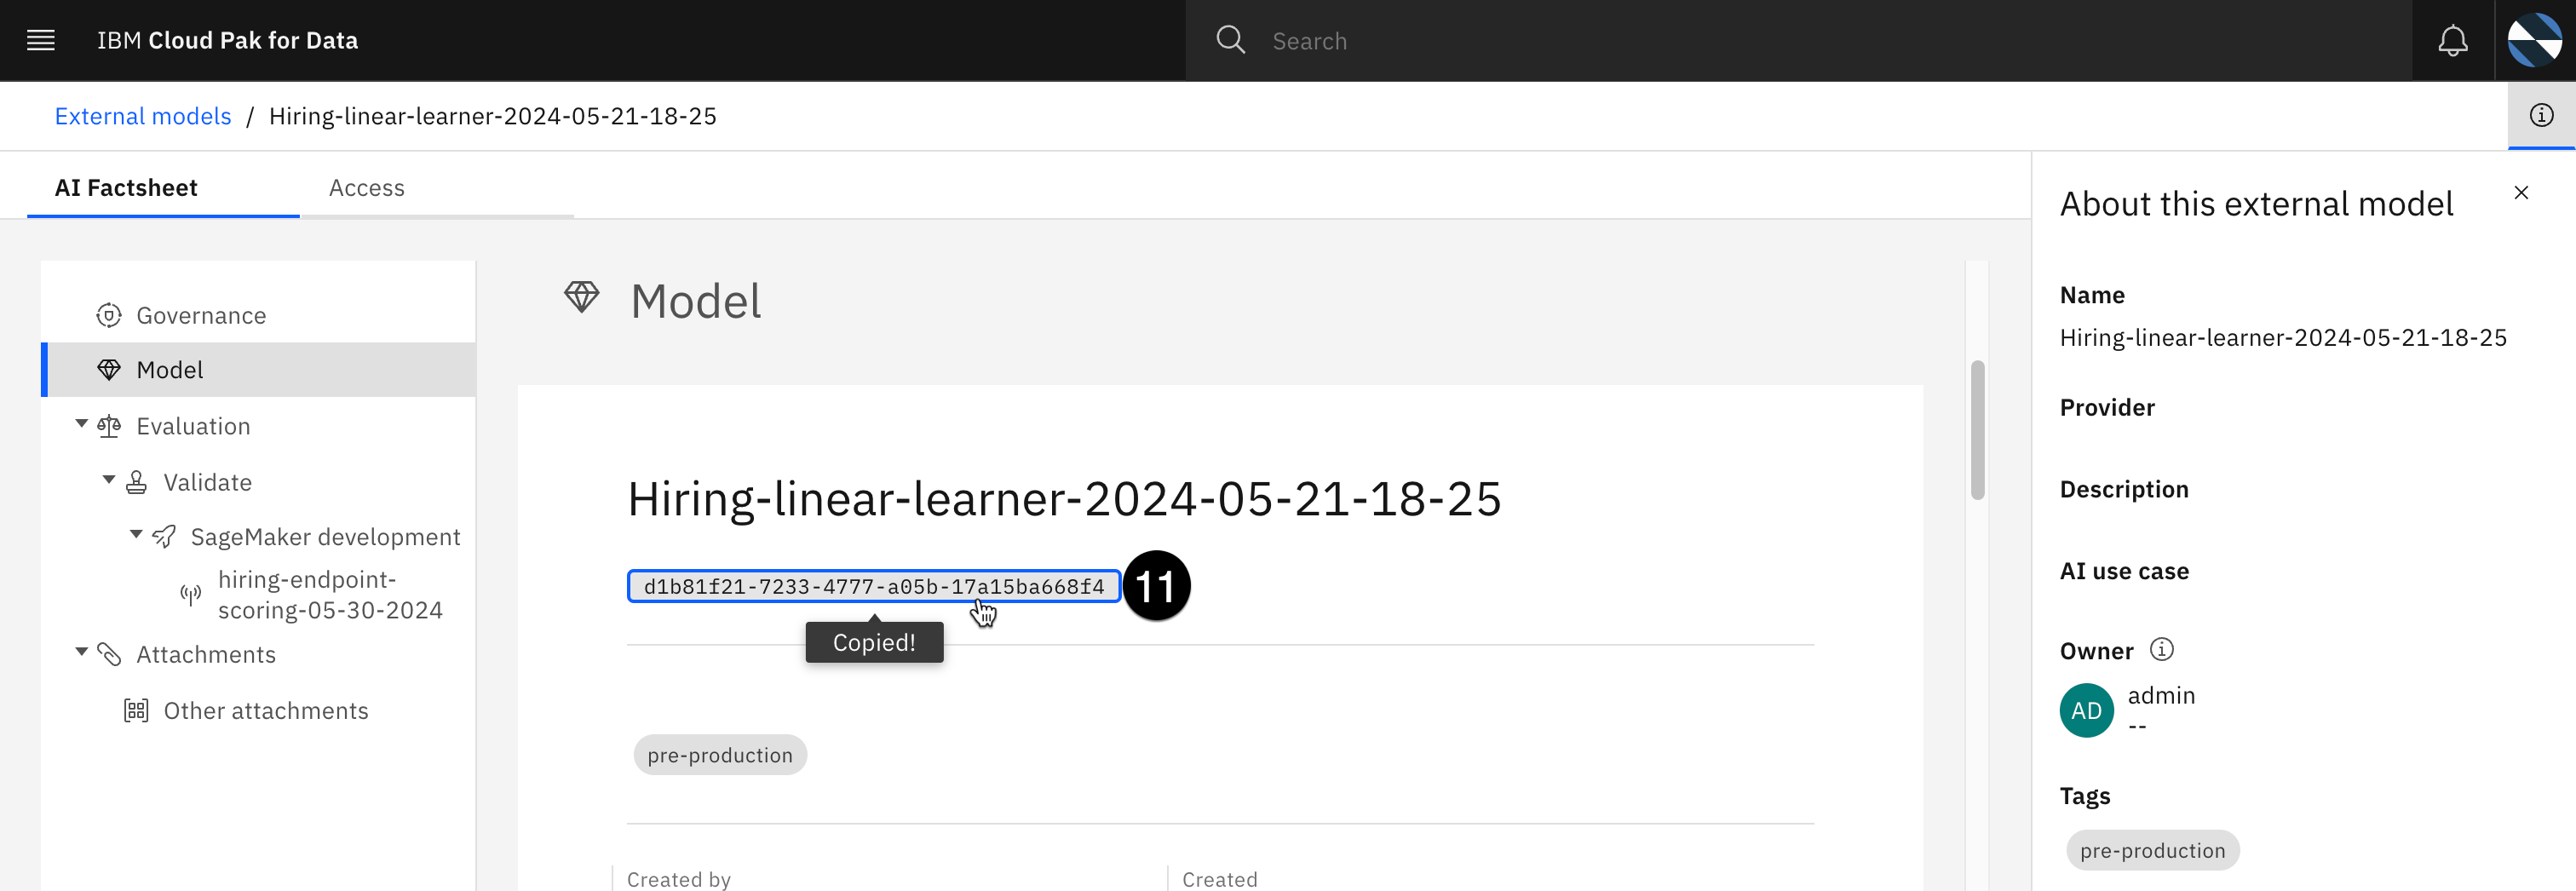 IBM Cloud Pak for Data
Search
External models / Hiring-linear-learner-2024-05-21-18-25
AI Factsheet
Access
Governance
Model
Evaluation
Validate
SageMaker development
hiring-endpoint-
scoring-05-30-2024
Attachments
Other attachments
Model
Hiring-linear-learner-2024-05-21-18-25
d1b81f21-7233-4777-a05b-17a15ba668f4
11
Copied!
pre-production
Created by
Created
About this external model
Name
Hiring-linear-learner-2024-05-21-18-25
Provider
Description
AI use case
Owner
AD
admin
--
Tags
pre-production